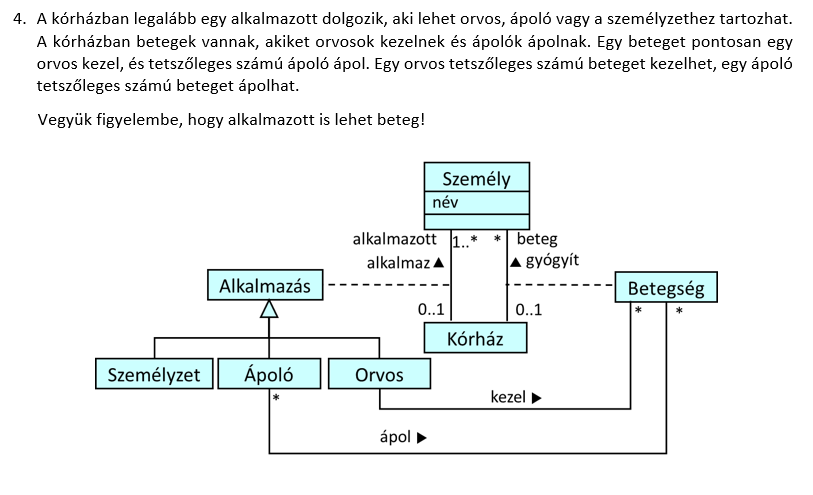 4. A kórházban legalább egy alkalmazott dolgozik, aki lehet orvos, ápoló vagy a személyzethez tartozhat.
A kórházban betegek vannak, akiket orvosok kezelnek és ápolók ápolnak. Egy beteget pontosan egy
orvos kezel, és tetszőleges számú ápoló ápol. Egy orvos tetszőleges számú beteget kezelhet, egy ápoló
tetszőleges számú beteget ápolhat.
Vegyük figyelembe, hogy alkalmazott is lehet beteg!
Személy
név
alkalmazott 1..* * beteg
alkalmaz ▲ ▲ gyógyít
Alkalmazás
Betegség
0..1 0..1
* *
Kórház
Személyzet Ápoló Orvos
*
kezel ▶
ápol ▶